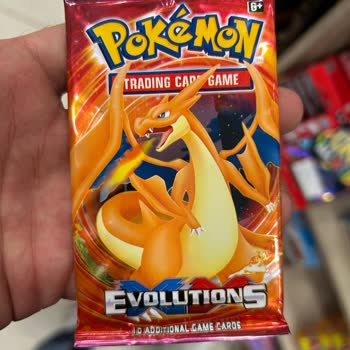 6+
POKéMON
TRADING CARD GAME
XY
EVOLUTIONS
10 ADDITIONAL GAME CARDS